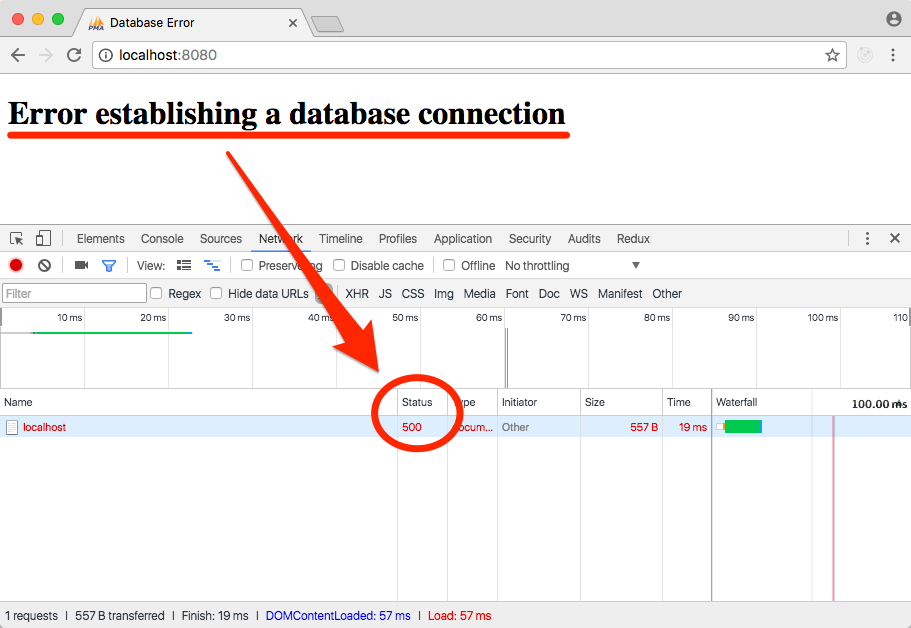 PMA Database Error
localhost:8080
Error establishing a database connection
Elements Console Sources Network Timeline Profiles Application Security Audits Redux
View: Disable cache Offline No throttling
Filter Regex Hide data URLs XHR JS CSS Img Media Font Doc WS Manifest Other
10 ms 20 ms 30 ms 40 ms 50 ms 60 ms 70 ms 80 ms 90 ms 100 ms 110
Name Status Initiator Size Time Waterfall 100.00 ms
localhost 500 Other 557 B 19 ms
1 requests | 557 B transferred | Finish: 19 ms | DOMContentLoaded: 57 ms | Load: 57 ms